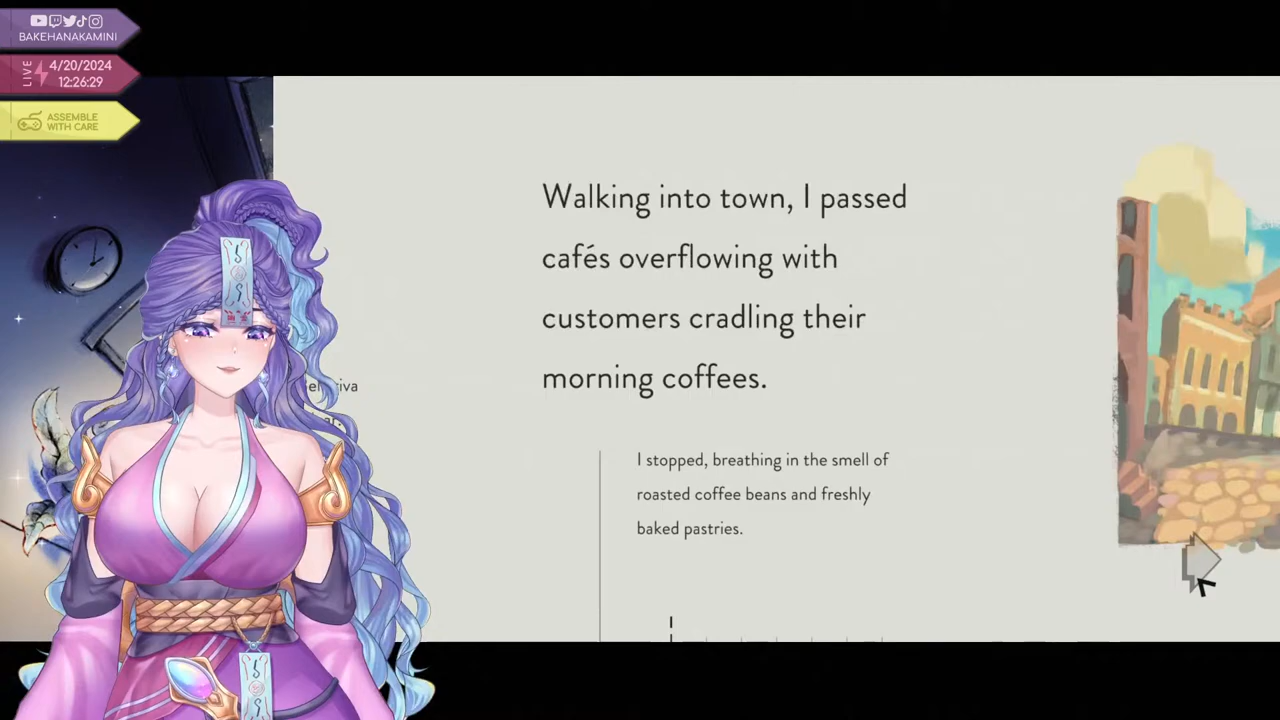 BAKEHANAKAMINI
LIVE
4/20/2024
12:26:29
ASSEMBLE
WITH CARE
Walking into town, I passed
cafés overflowing with
customers cradling their
morning coffees.
I stopped, breathing in the smell of
roasted coffee beans and freshly
baked pastries.